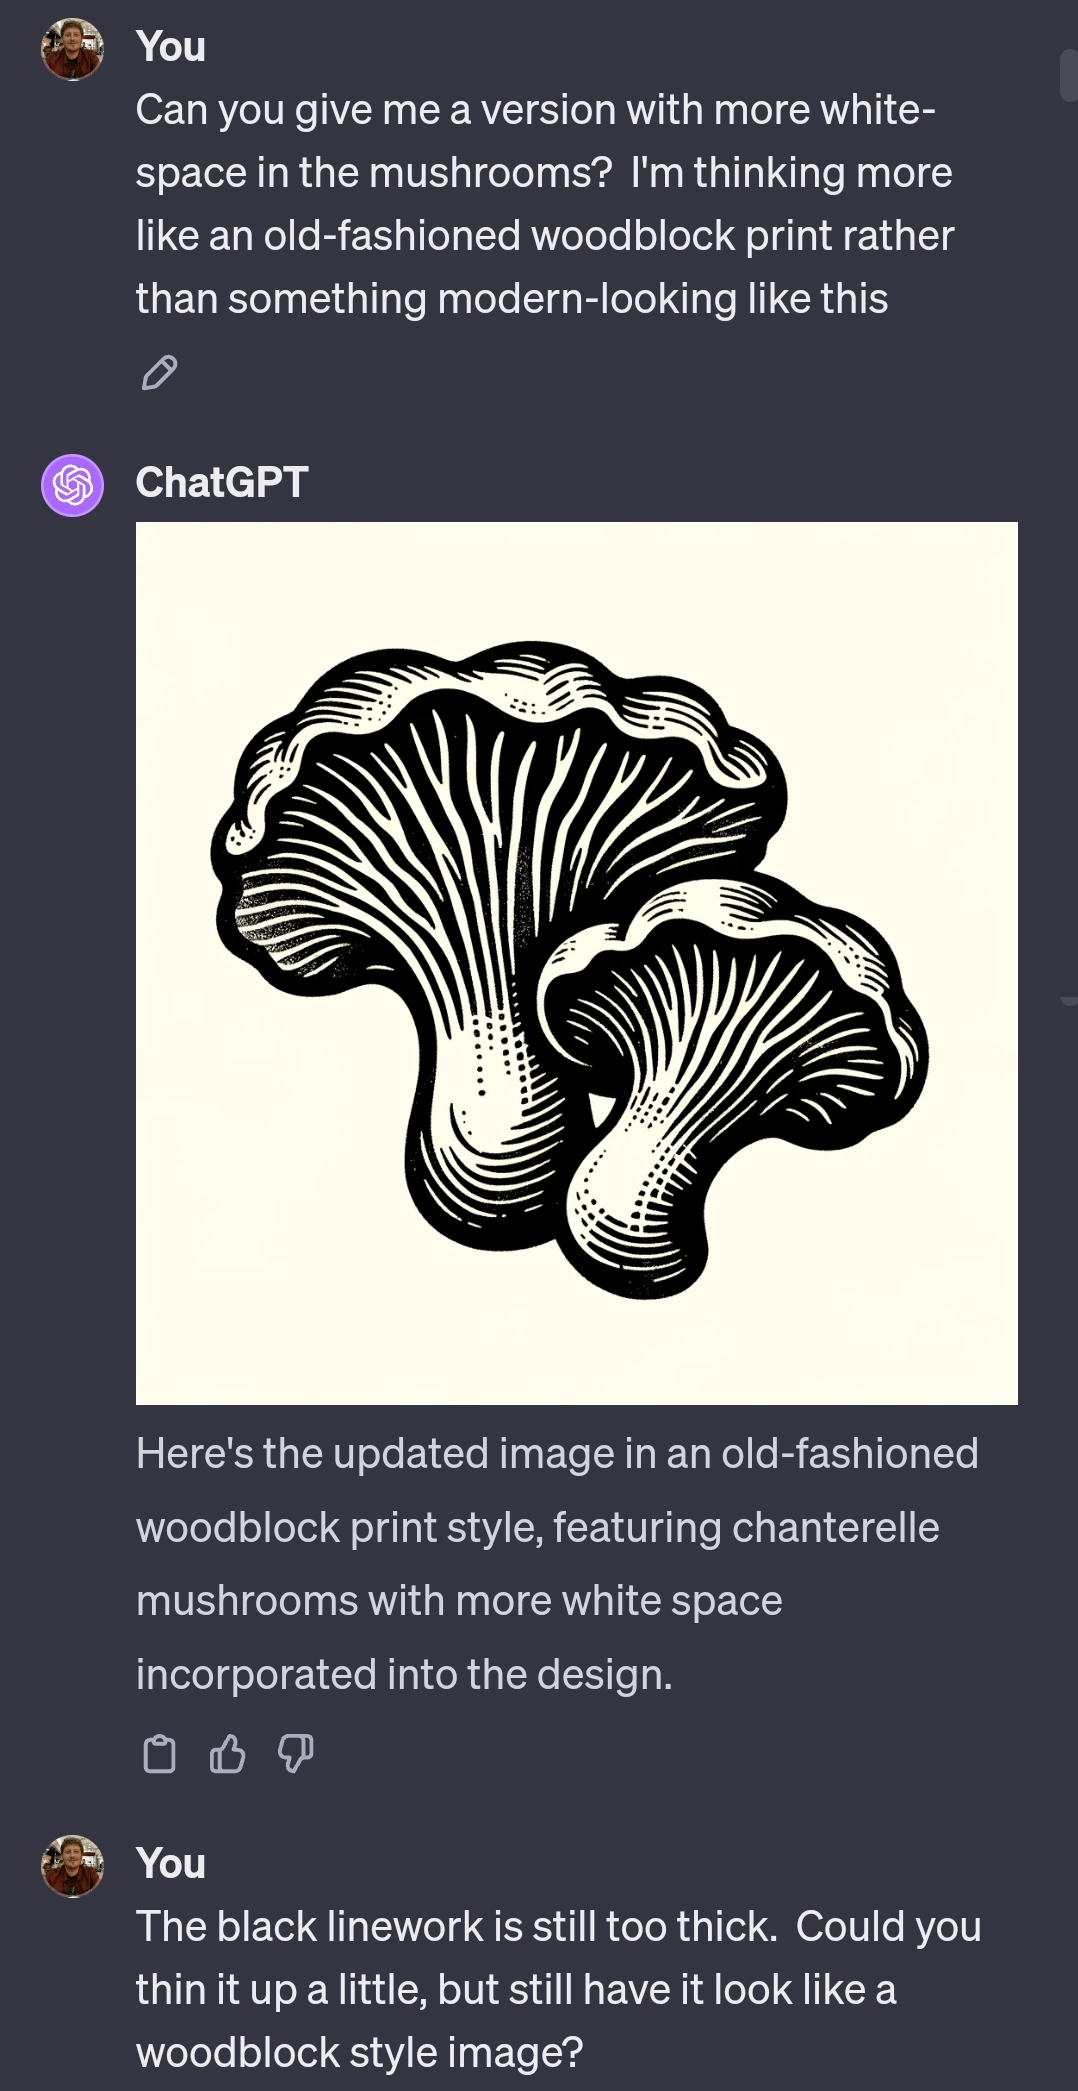 You
Can you give me a version with more white-
space in the mushrooms?  I'm thinking more
like an old-fashioned woodblock print rather
than something modern-looking like this
ChatGPT
Here's the updated image in an old-fashioned
woodblock print style, featuring chanterelle
mushrooms with more white space
incorporated into the design.
You
The black linework is still too thick.  Could you
thin it up a little, but still have it look like a
woodblock style image?